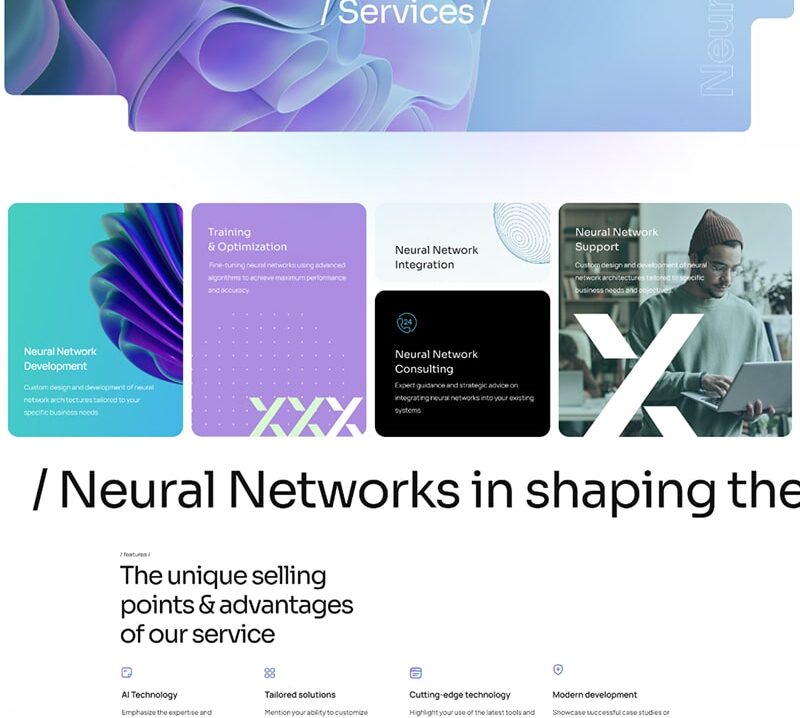 / Services /
Neur
Neural Network
Development
Custom design and development of neural
network architectures tailored to your
specific business needs
Training
& Optimization
Fine-tuning neural networks using advanced
algorithms to achieve maximum performance
and accuracy.
XXX
Neural Network
Integration
24
Neural Network
Consulting
Expert guidance and strategic advice on
integrating neural networks into your existing
systems
Neural Network
Support
Custom design and development of neural
network architectures tailored to specific
business needs and objectives
X
/ Neural Networks in shaping the
/ features /
The unique selling
points & advantages
of our service
AI Technology
Emphasize the expertise and
Tailored solutions
Mention your ability to customize
Cutting-edge technology
Highlight your use of the latest tools and
Modern development
Showcase successful case studies or